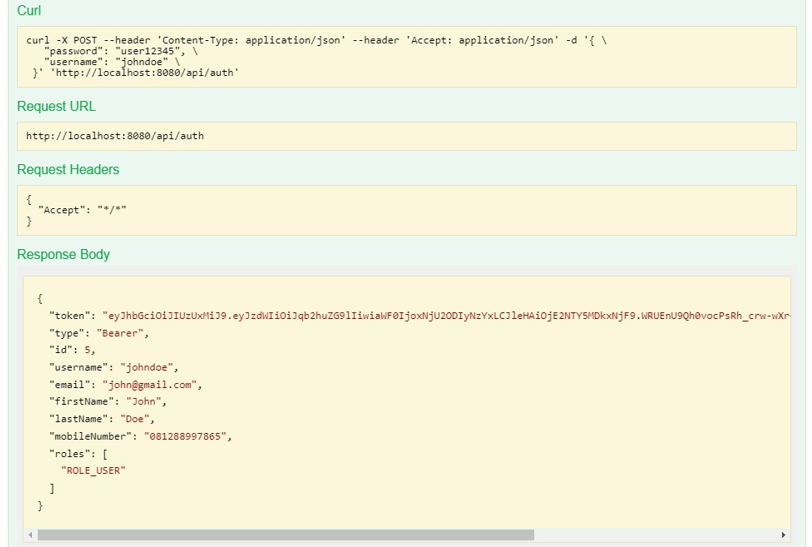 Curl
curl -X POST --header 'Content-Type: application/json' --header 'Accept: application/json' -d '{ \
"password": "user12345", \
"username": "johndoe" \
}' 'http://localhost:8080/api/auth'
Request URL
http://localhost:8080/api/auth
Request Headers
{
"Accept": "*/*"
}
Response Body
{
"token": "eyJhbGciOiJIUzUxMiJ9.eyJzdWIiOiJqb2huZG9lIiwiaWF0IjoxNjU2ODIyNzYxLCJleHAiOjE2NTY5MDkxNjF9.WRUEnU9Qh0vocPsRh_crw-wXr
"type": "Bearer",
"id": 5,
"username": "johndoe",
"email": "john@gmail.com",
"firstName": "John",
"lastName": "Doe",
"mobileNumber": "081288997865",
"roles": [
"ROLE_USER"
]
}